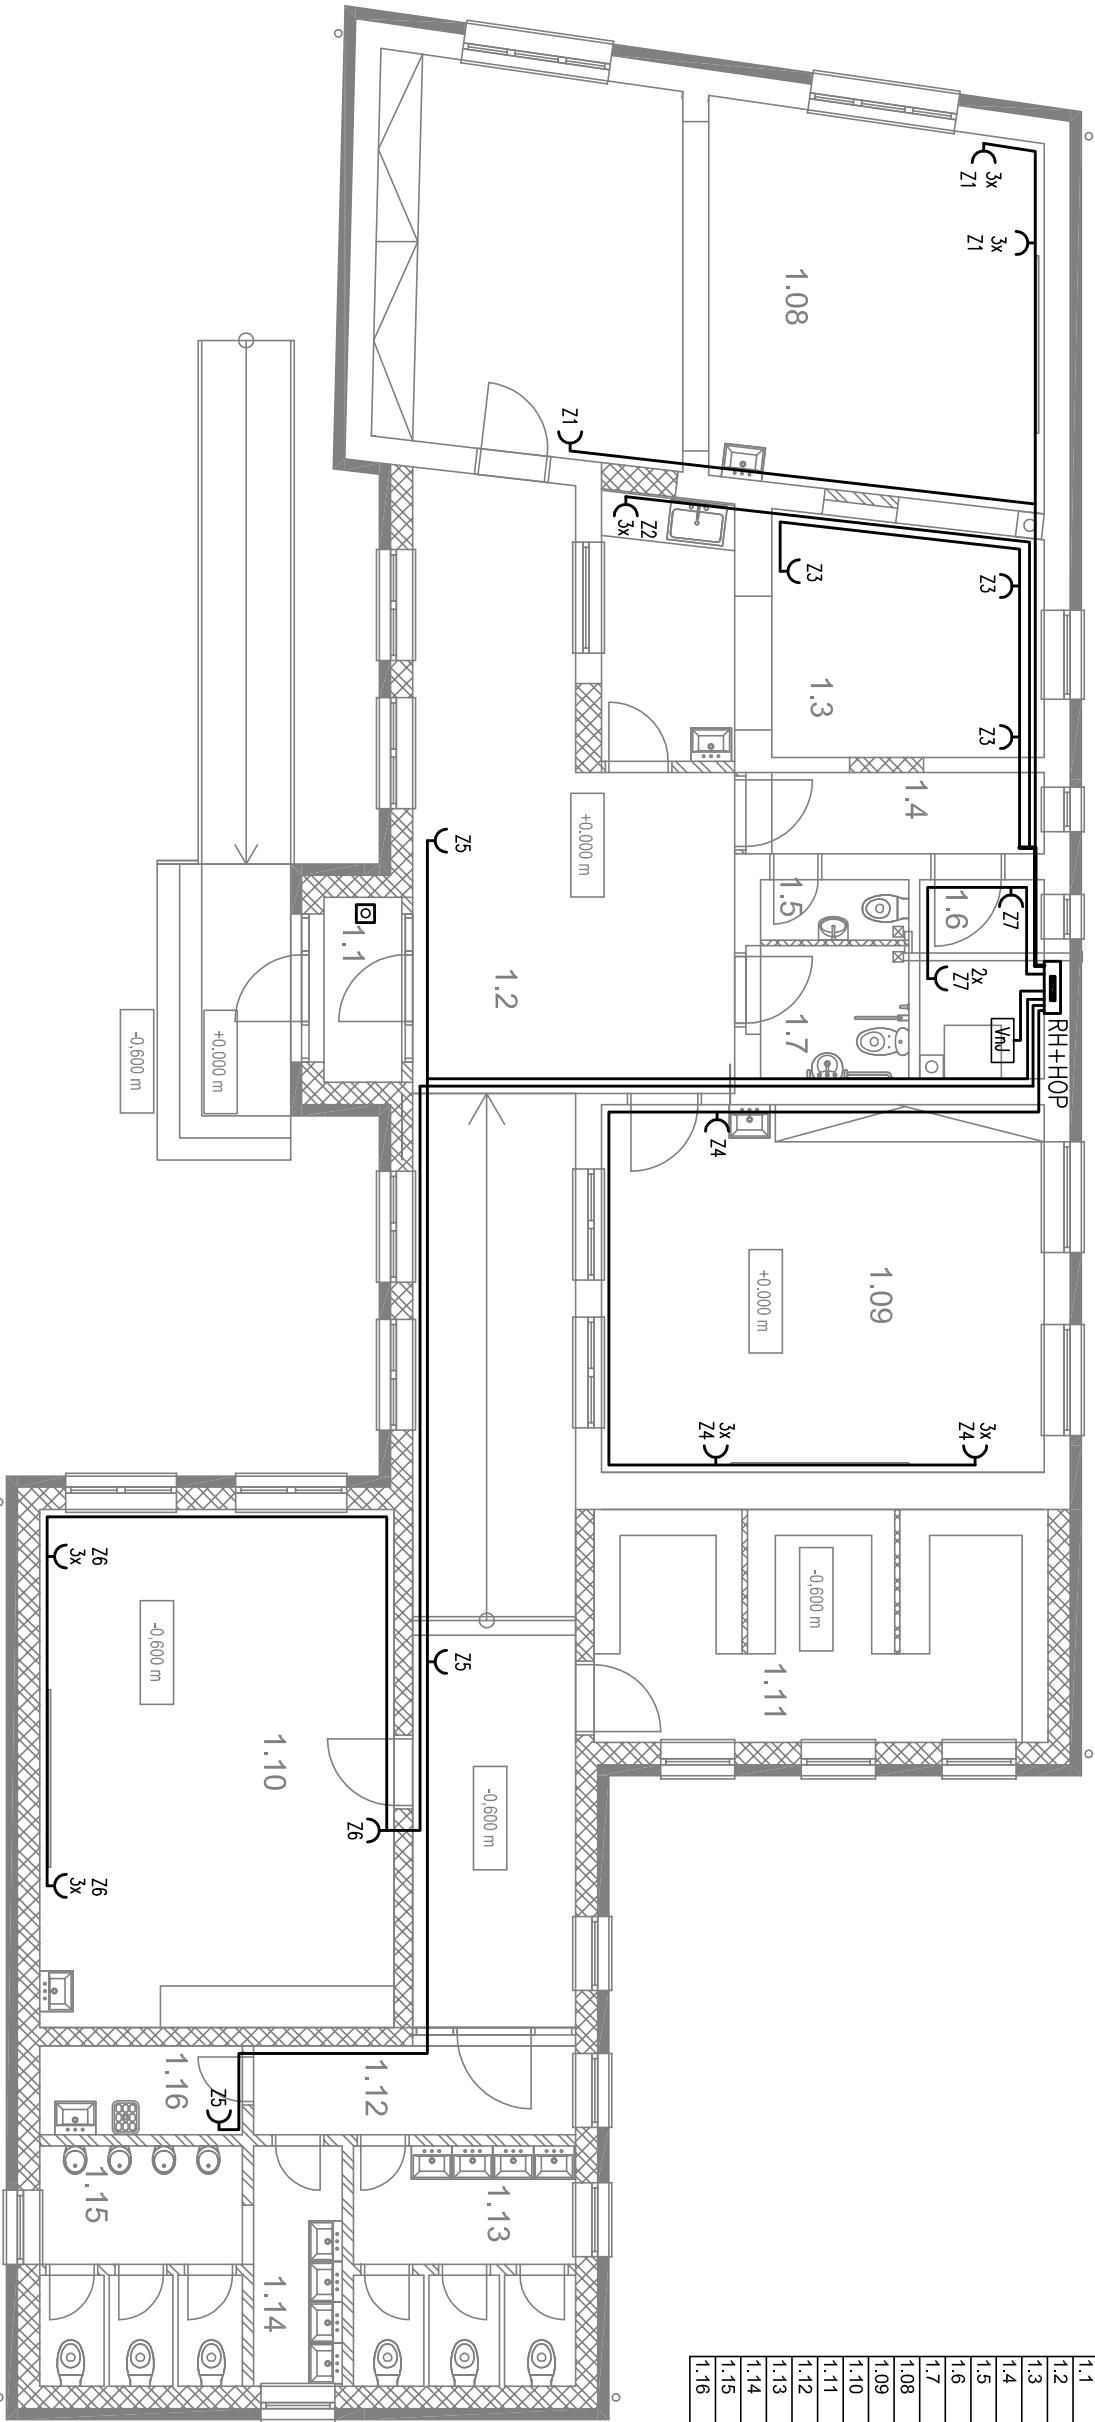 3x
Z1
3x
Z1
1.08
Z1
Z2
3x
Z3
Z3
1.3
Z3
1.4
+0.000 m
Z5
1.5
1.6
Z7
2x
Z7
1.1
1.2
1.7
VnJ
RH+HOP
+0.000 m
-0,600 m
Z4
1.09
+0.000 m
3x
Z4
3x
Z4
Z6
3x
-0,600 m
-0,600 m
1.11
Z5
1.10
-0,600 m
Z6
Z6
3x
1.16
1.12
Z5
1.15
1.13
1.14
1.1
1.2
1.3
1.4
1.5
1.6
1.7
1.08
1.09
1.10
1.11
1.12
1.13
1.14
1.15
1.16